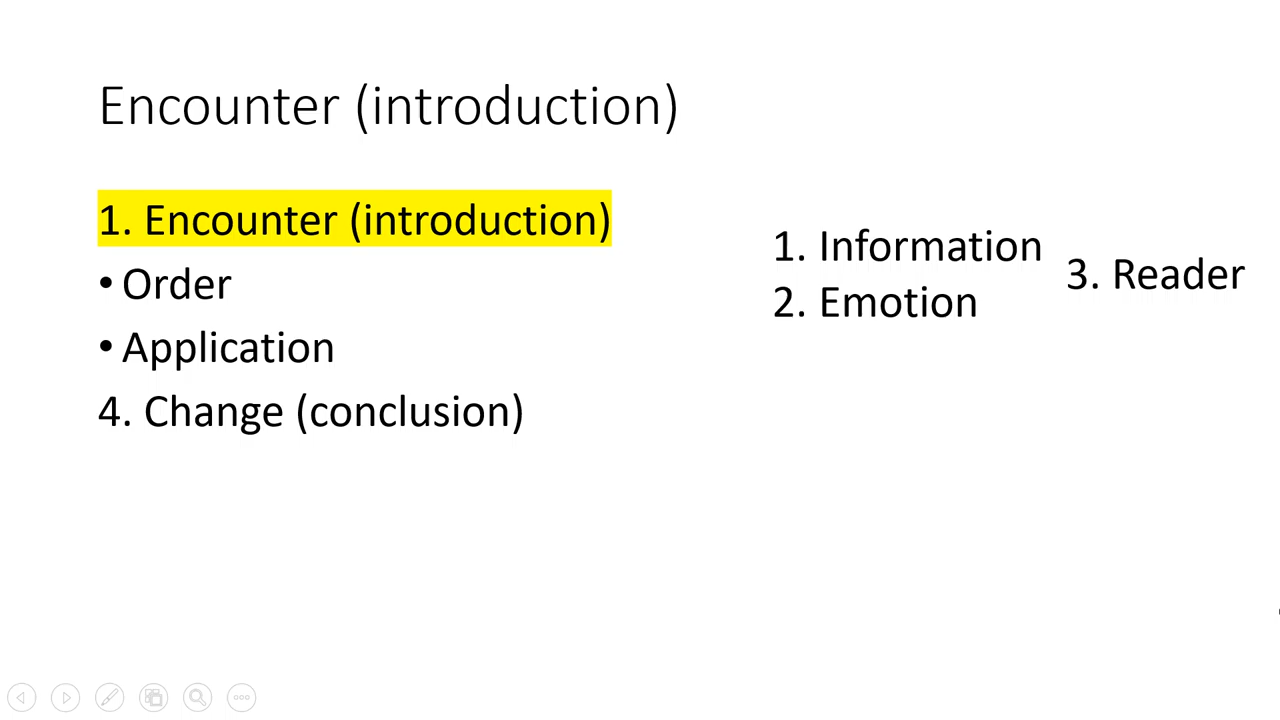 Encounter (introduction)
1. Encounter (introduction)
• Order
• Application
4. Change (conclusion)
1. Information
2. Emotion
3. Reader